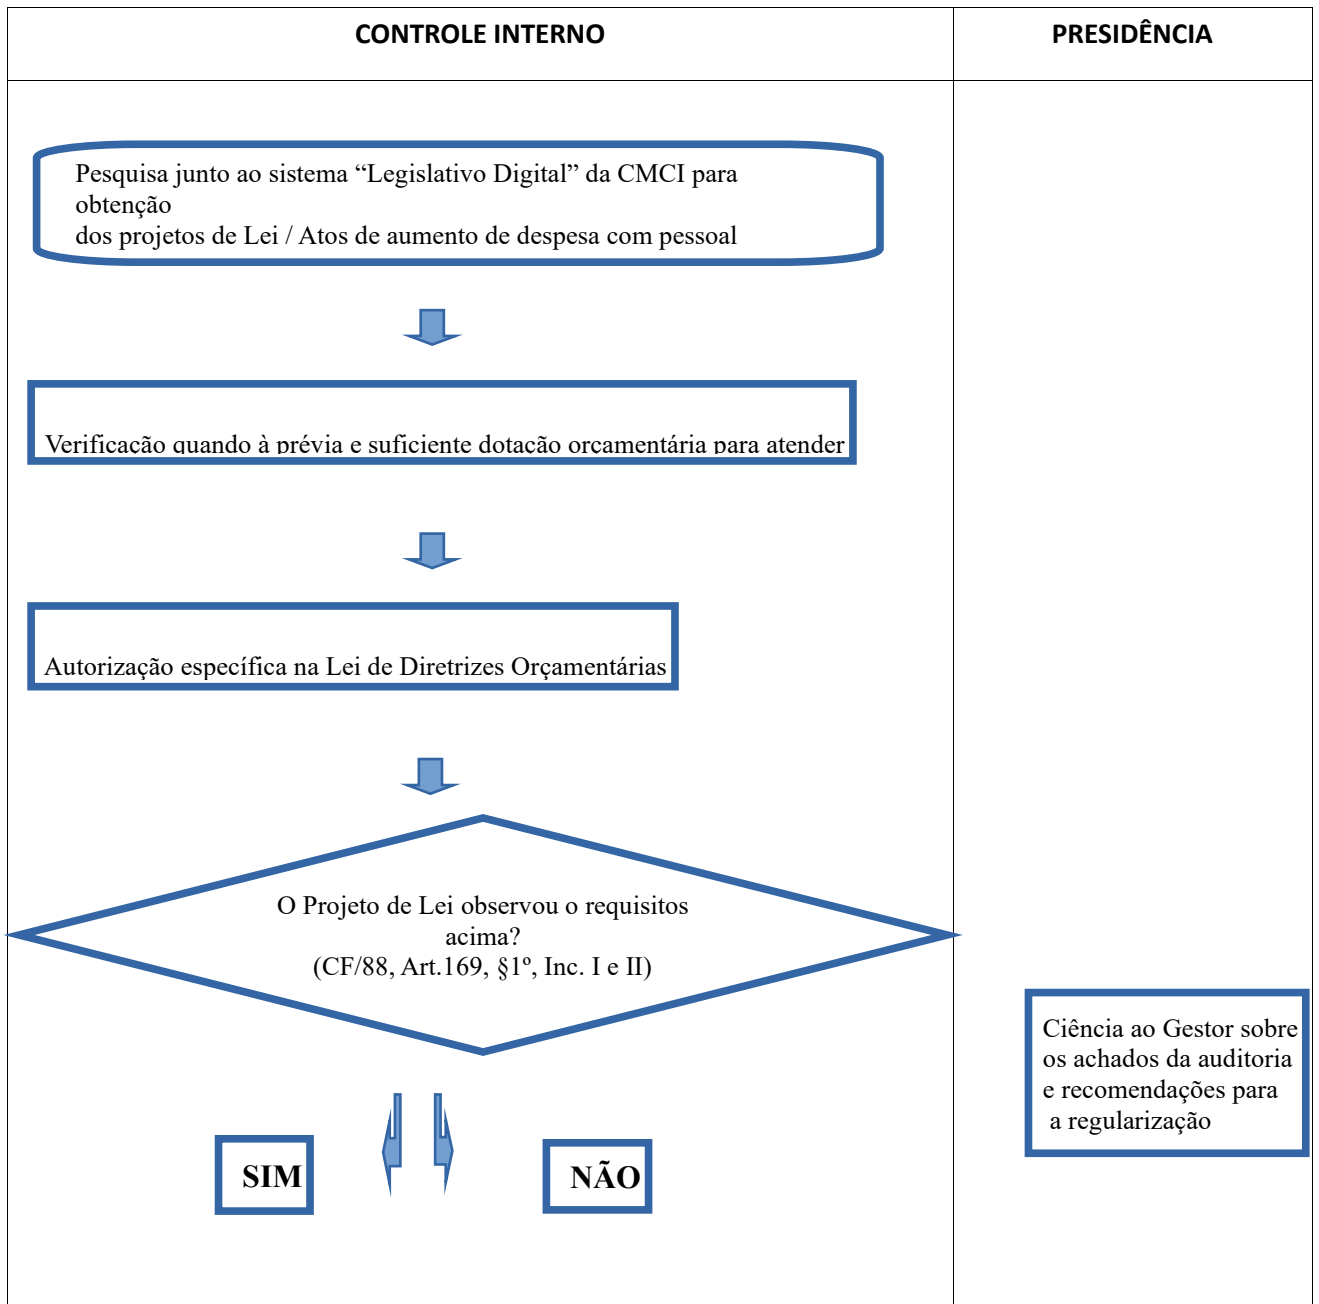 CONTROLE INTERNO
PRESIDÊNCIA
Pesquisa junto ao sistema “Legislativo Digital” da CMCI para
obtenção
dos projetos de Lei / Atos de aumento de despesa com pessoal
Verificação quando à prévia e suficiente dotação orçamentária para atender
Autorização específica na Lei de Diretrizes Orçamentárias
O Projeto de Lei observou o requisitos
acima?
(CF/88, Art.169, §1º, Inc. I e II)
Ciência ao Gestor sobre
os achados da auditoria
e recomendações para
a regularização
SIM
NÃO